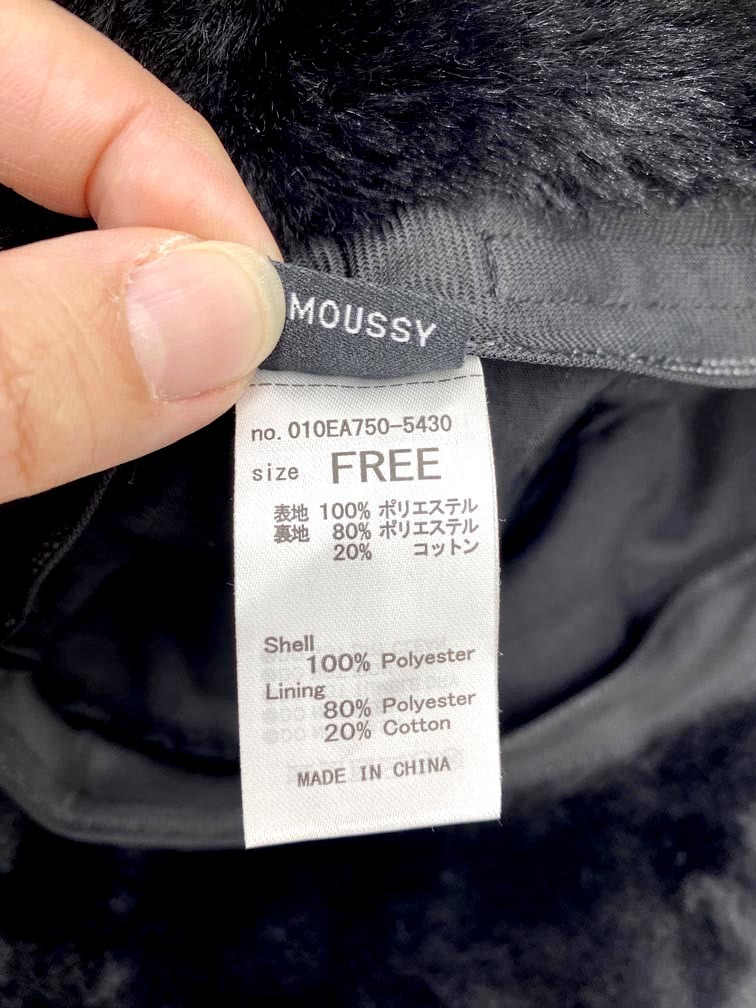 MOUSSY
no. 010EA750-5430
size FREE
表地 100% ポリエステル
裏地 80% ポリエステル
20% コットン
Shell
100% Polyester
Lining
80% Polyester
20% Cotton
MADE IN CHINA